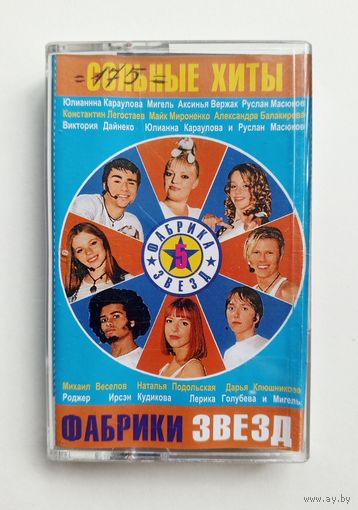 СОЛЬНЫЕ ХИТЫ
= 175 =
Юлианнна Караулова Мигель Аксинья Вержак Руслан Масюков
Константин Легостаев Майк Мироненко Александра Балакирева
Виктория Дайнеко Юлианна Караулова и Руслан Масюков
ФАБРИКА
5
ЗВЕЗД
Михаил Веселов Наталья Подольская Дарья Клюшникова
Роджер Ирсэн Кудикова Лерика Голубева и Мигель
ФАБРИКИ ЗВЕЗД
www.ay.by